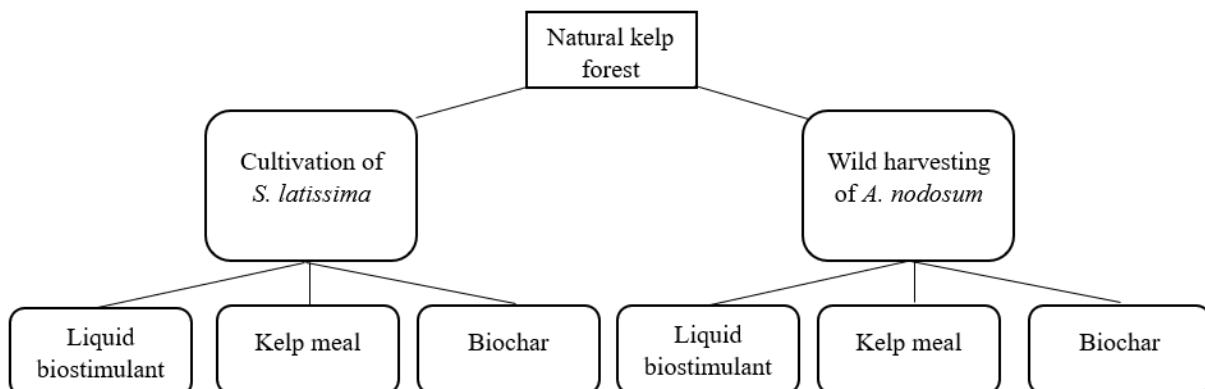 Natural kelp
forest
Cultivation of
S. latissima
Wild harvesting
of A. nodosum
Liquid
biostimulant
Kelp meal
Biochar
Liquid
biostimulant
Kelp meal
Biochar